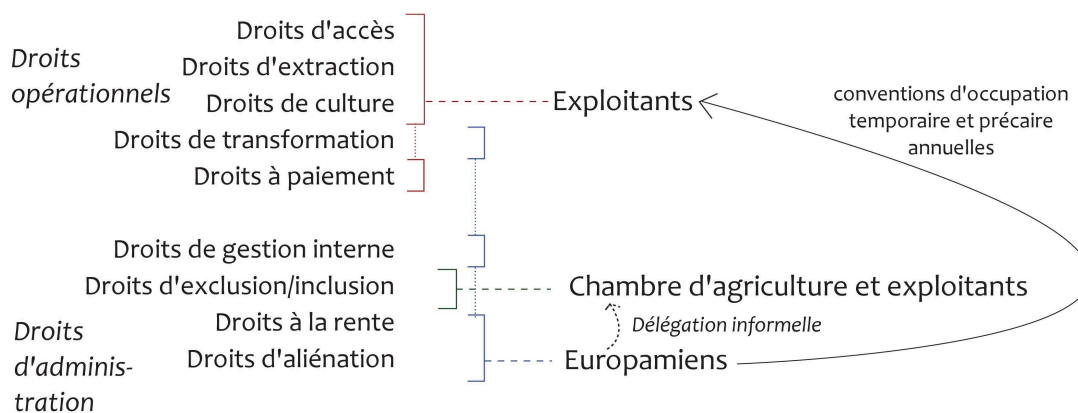 Droits
opérationnels
Droits d'accès
Droits d'extraction
Droits de culture
Droits de transformation
Droits à paiement
Exploitants
conventions d'occupation
temporaire et précaire
annuelles
Droits de gestion interne
Droits d'exclusion/inclusion
Droits à la rente
Droits d'aliénation
Droits
d'adminis-
tration
Chambre d'agriculture et exploitants
Délégation informelle
Europamiens